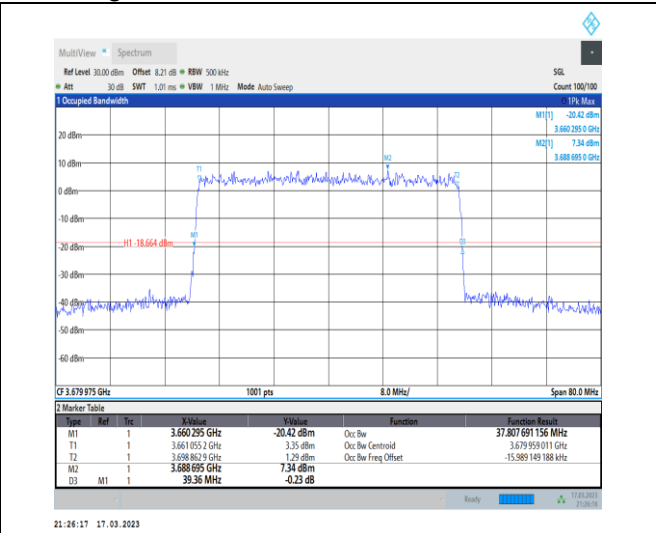 MultiView Spectrum
Ref Level 30.00 dBm Offset 8.21 dB RBW 500 kHz SGL
Att 30 dB SWT 1.01 ms VBW 1 MHz Mode Auto Sweep Count 100/100
1 Occupied Bandwidth 1Pk Max
M1[1] -20.42 dBm
3.660 295 0 GHz
M2[1] 7.34 dBm
3.688 695 0 GHz
20 dBm
10 dBm
0 dBm
-10 dBm
-20 dBm
-30 dBm
-40 dBm
-50 dBm
-60 dBm
T1
M2
T2
M1
D3
H1 -18.664 dBm
CF 3.679 975 GHz 1001 pts 8.0 MHz/ Span 80.0 MHz
2 Marker Table
Type Ref Trc X-Value Y-Value Function Function Result
M1 1 3.660 295 GHz -20.42 dBm Occ Bw 37.807 691 156 MHz
T1 1 3.661 055 2 GHz 3.35 dBm Occ Bw Centroid 3.679 959 011 GHz
T2 1 3.698 862 9 GHz 1.29 dBm Occ Bw Freq Offset -15.989 149 188 kHz
M2 1 3.688 695 GHz 7.34 dBm
D3 M1 1 39.36 MHz -0.23 dB
Ready 17.03.2023
21:26:16
21:26:17 17.03.2023